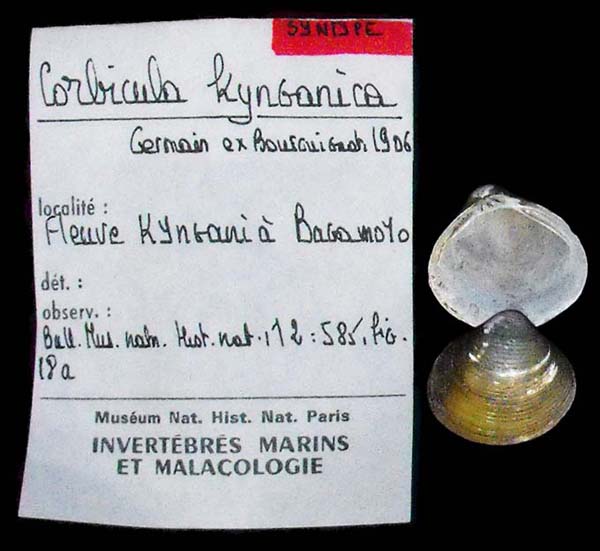 SYNTYPE
Corbicula kynganica
Germain ex Bourguignat 1906
localité :
Fleuve Kyngani à Bagamoyo
dét. :
observ. :
Bull. Mus. natn. Hist. nat., 12 : 585, fig.
18a
Muséum Nat. Hist. Nat. Paris
INVERTÉBRÉS MARINS
ET MALACOLOGIE